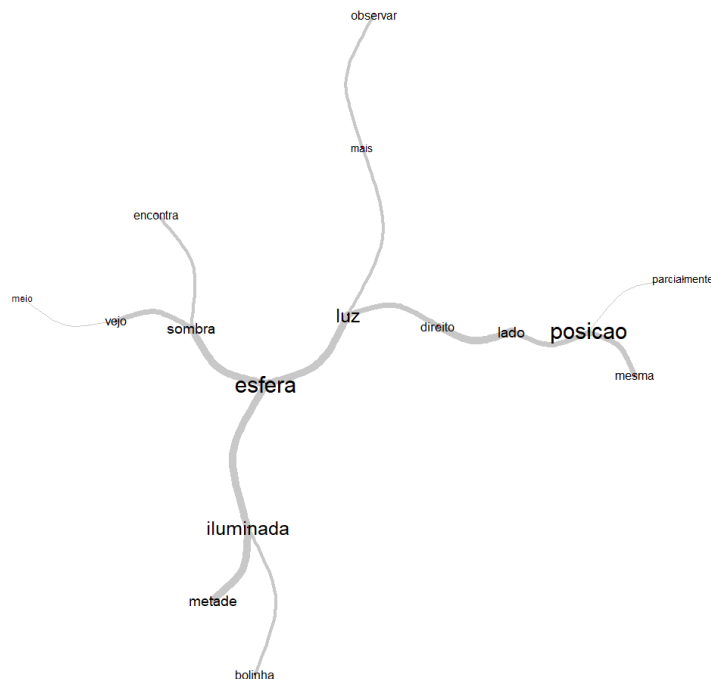 observar
mais
encontra
parcialmente
meio
vejo
sombra
luz
direito
lado
posicao
mesma
esfera
iluminada
metade
bolinha